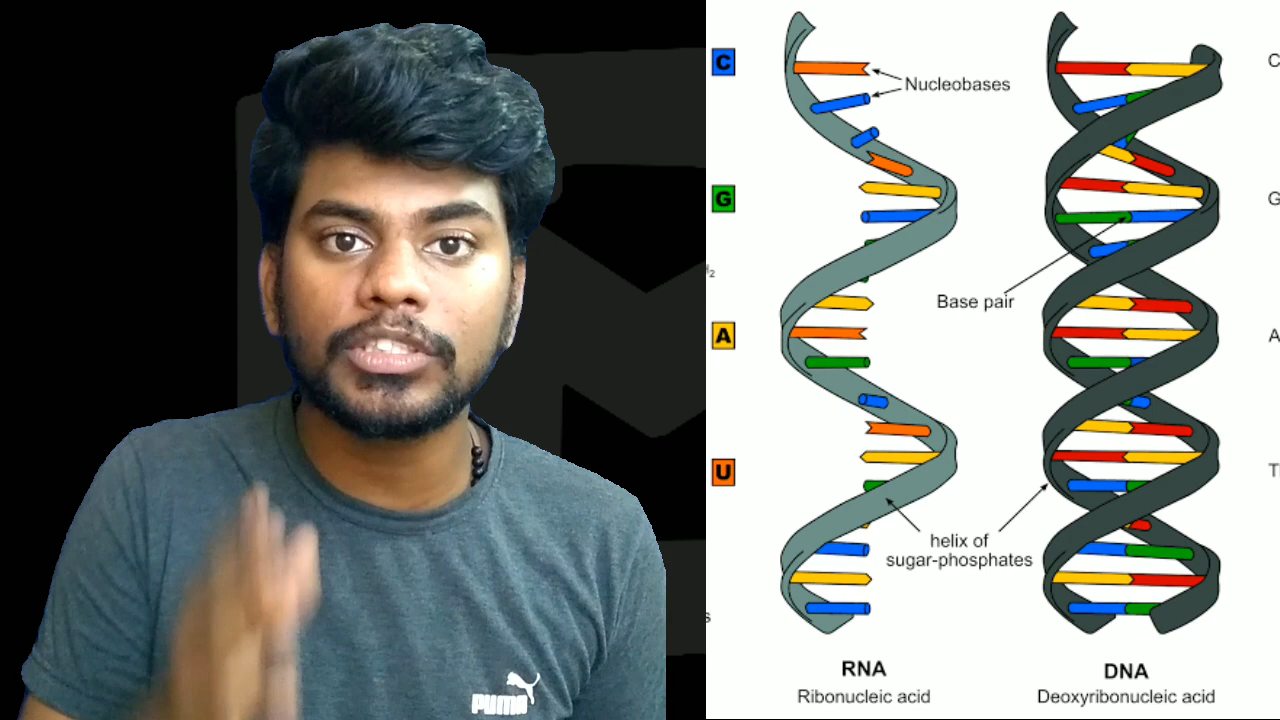 C
G
A
U
Nucleobases
Base pair
helix of
sugar-phosphates
RNA
Ribonucleic acid
DNA
Deoxyribonucleic acid
C
G
A
PUMA